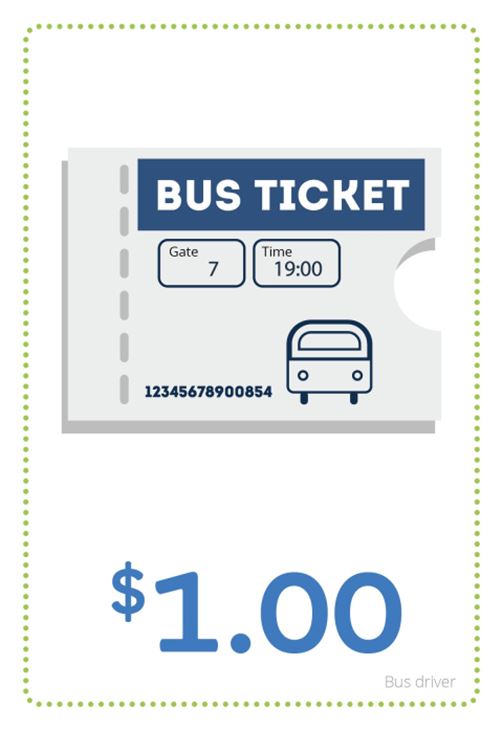 BUS TICKET
Gate Time
7 19:00
12345678900854
$1.00
Bus driver